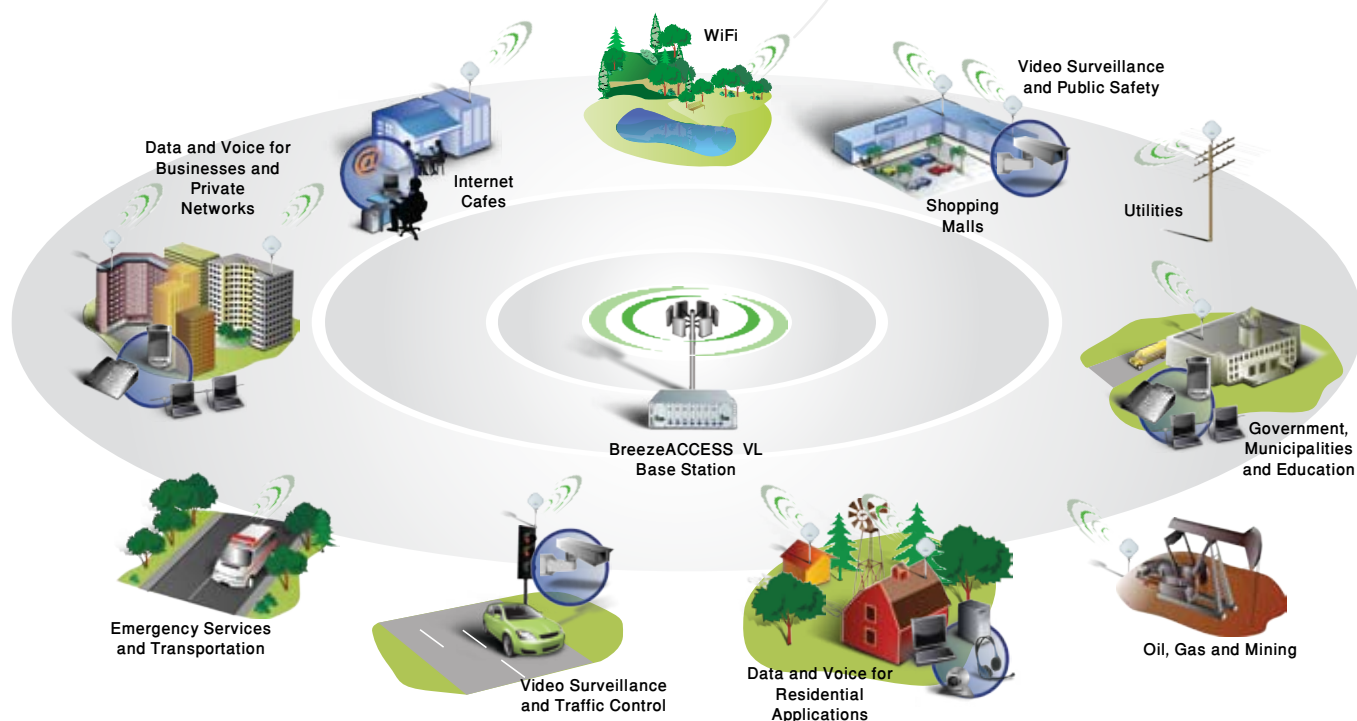 WiFi
Video Surveillance
and Public Safety
Data and Voice for
Businesses and
Private
Networks
@
Internet
Cafes
Shopping
Malls
Utilities
BreezeACCESS VL
Base Station
Government,
Municipalities
and Education
Emergency Services
and Transportation
Video Surveillance
and Traffic Control
Data and Voice for
Residential
Applications
Oil, Gas and Mining